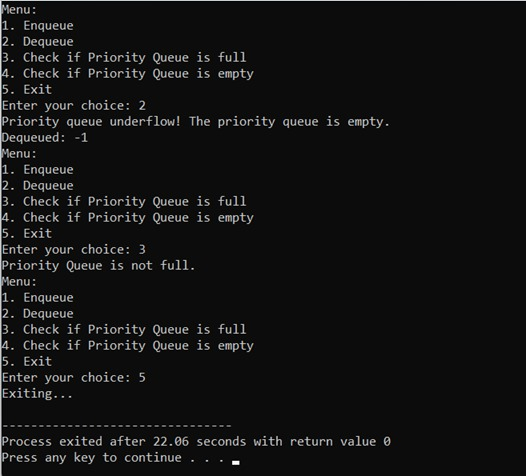 Menu:
1. Enqueue
2. Dequeue
3. Check if Priority Queue is full
4. Check if Priority Queue is empty
5. Exit
Enter your choice: 2
Priority queue underflow! The priority queue is empty.
Dequeued: -1
Menu:
1. Enqueue
2. Dequeue
3. Check if Priority Queue is full
4. Check if Priority Queue is empty
5. Exit
Enter your choice: 3
Priority Queue is not full.
Menu:
1. Enqueue
2. Dequeue
3. Check if Priority Queue is full
4. Check if Priority Queue is empty
5. Exit
Enter your choice: 5
Exiting...
--------------------------------
Process exited after 22.06 seconds with return value 0
Press any key to continue . . .